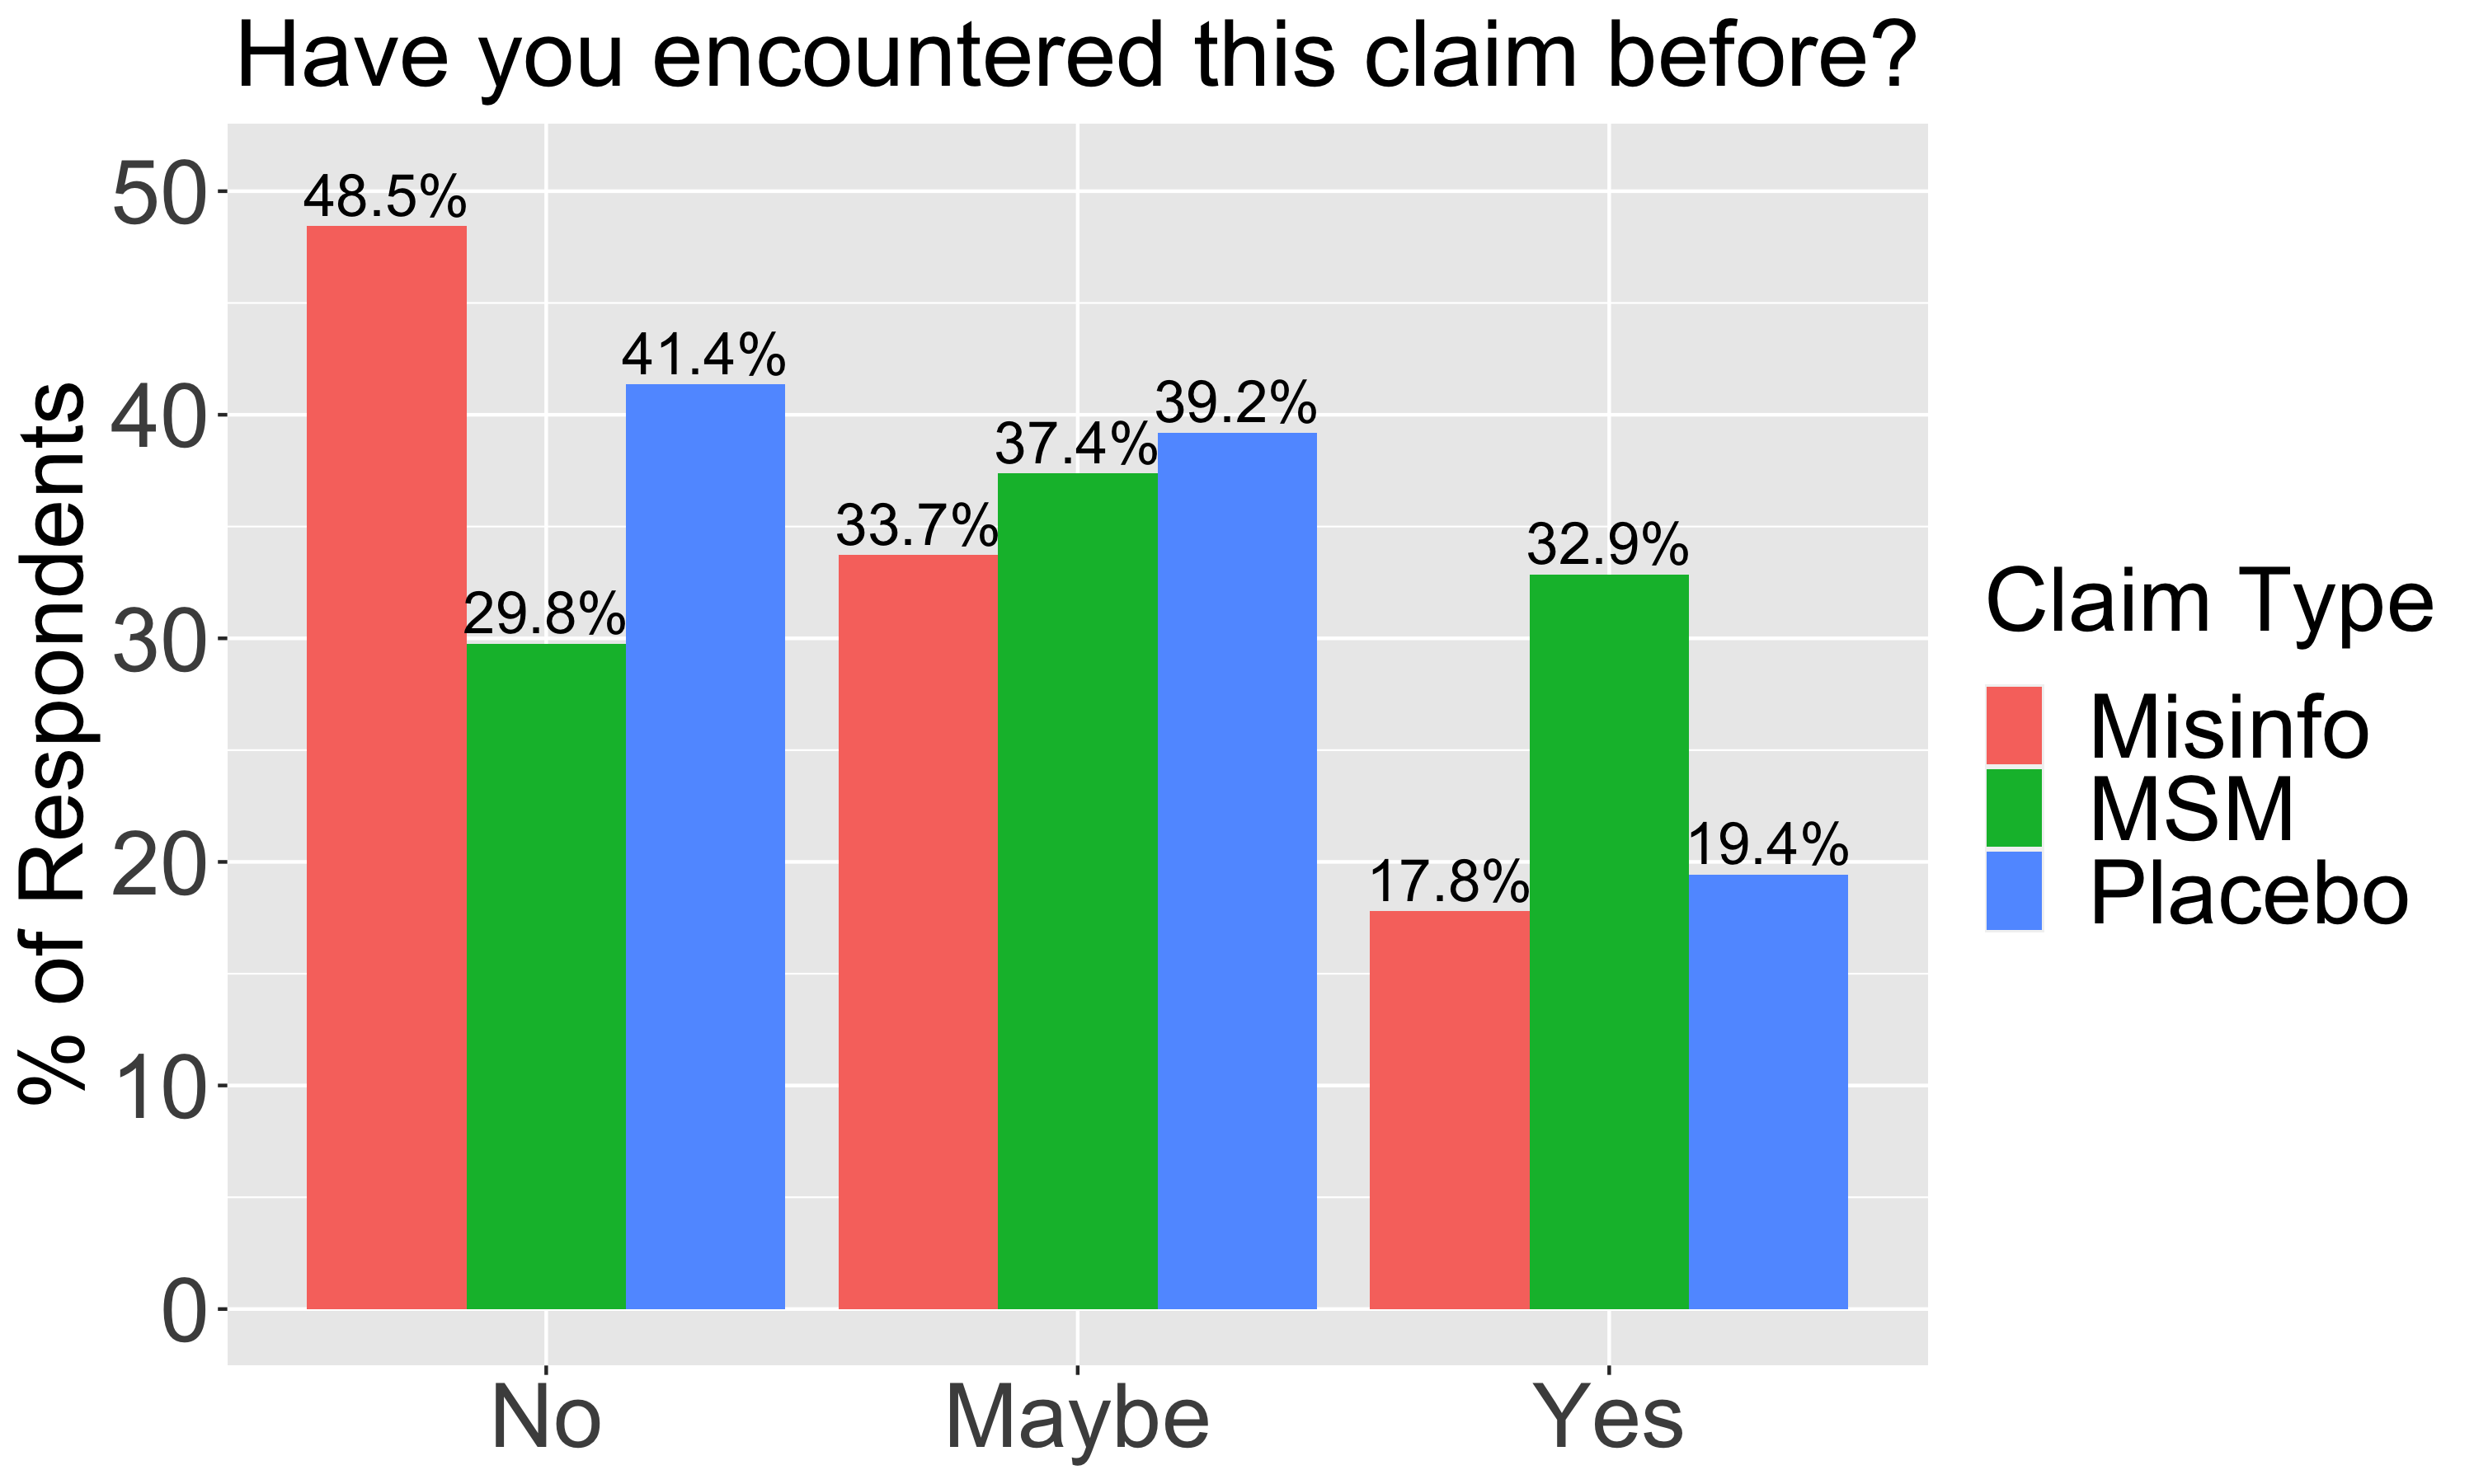 Have you encountered this claim before?
% of Respondents
50
40
30
20
10
0
48.5%
29.8%
41.4%
33.7%
37.4%
39.2%
17.8%
32.9%
19.4%
No
Maybe
Yes
Claim Type
Misinfo
MSM
Placebo